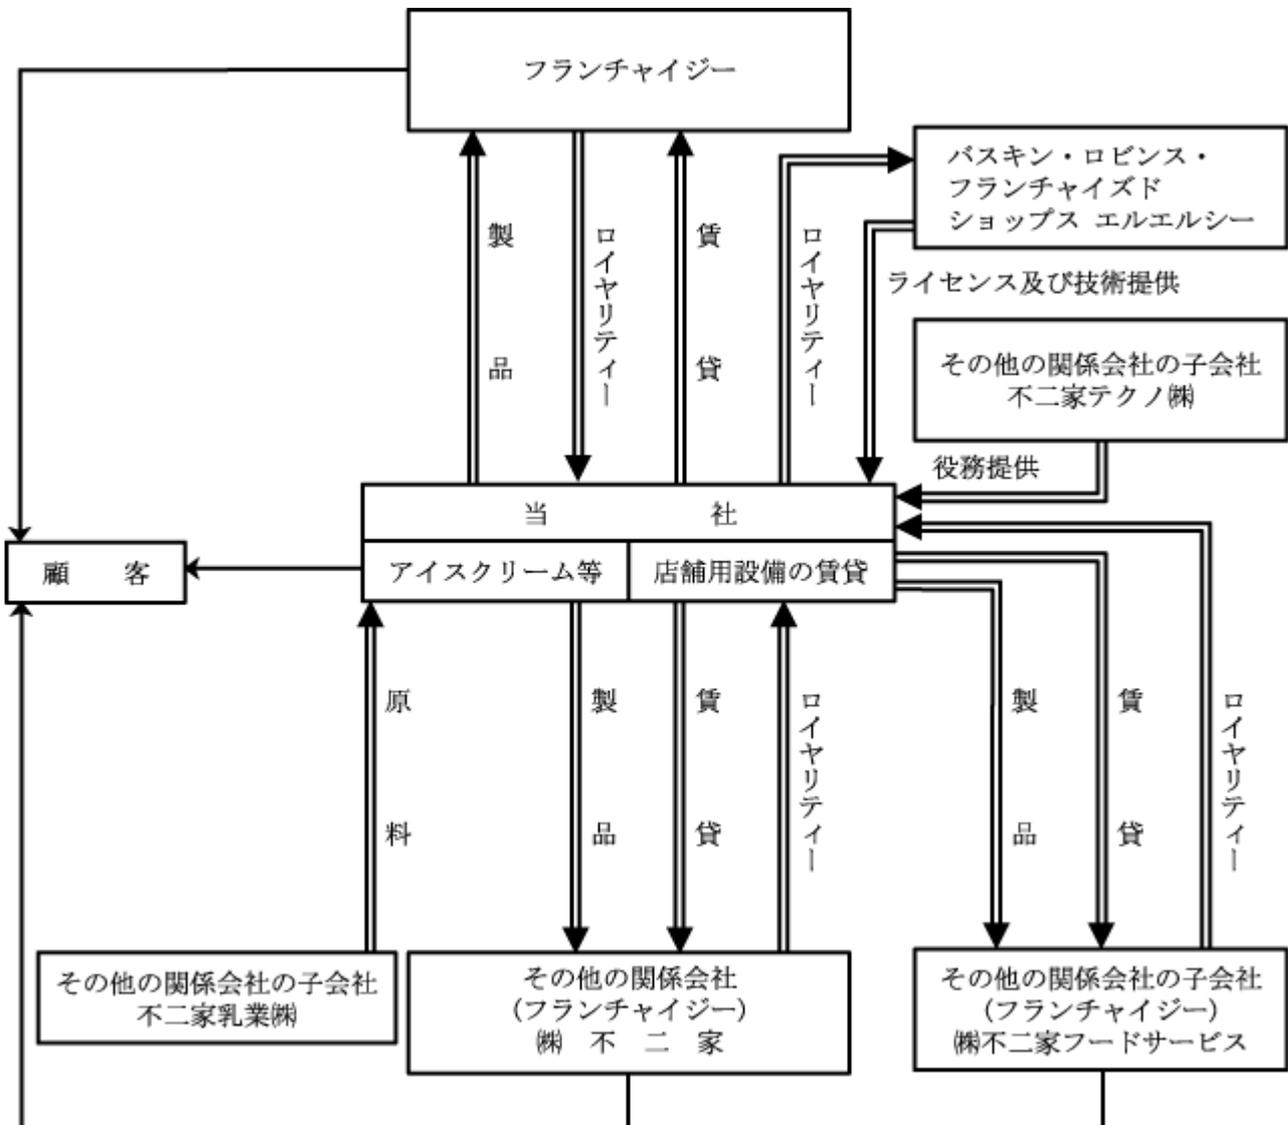 フランチャイジー
バスキン・ロビンス・
フランチャイズド
ショップス エルエルシー
製品
ロイヤリティー
賃貸
ロイヤリティー
ライセンス及び技術提供
その他の関係会社の子会社
不二家テクノ㈱
役務提供
当社
顧客
アイスクリーム等
店舗用設備の賃貸
原料
製品
賃貸
ロイヤリティー
製品
賃貸
ロイヤリティー
その他の関係会社の子会社
不二家乳業㈱
その他の関係会社
(フランチャイジー)
㈱不二家
その他の関係会社の子会社
(フランチャイジー)
㈱不二家フードサービス